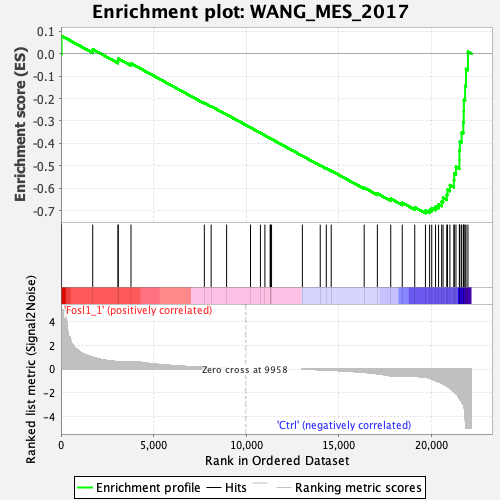 Enrichment plot: WANG_MES_2017
Enrichment score (ES)
0.1
0.0
-0.1
-0.2
-0.3
-0.4
-0.5
-0.6
-0.7
Ranked list metric (Signal2Noise)
'Fosl1_1' (positively correlated)
4
2
0
-2
-4
Zero cross at 9958
'Ctrl' (negatively correlated)
0
5,000
10,000
15,000
20,000
Rank in Ordered Dataset
Enrichment profile
Hits
Ranking metric scores